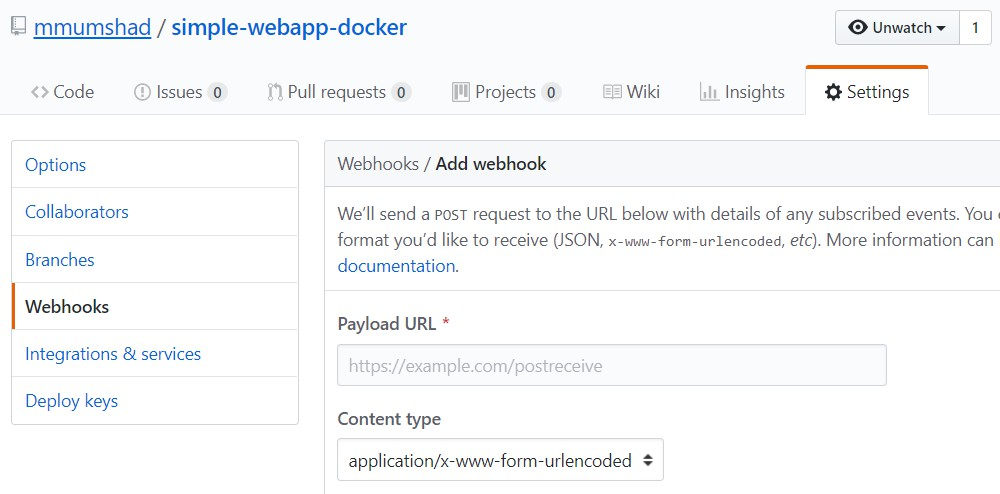 mmumshad / simple-webapp-docker
Unwatch
1
Code
Issues 0
Pull requests 0
Projects 0
Wiki
Insights
Settings
Options
Collaborators
Branches
Webhooks
Integrations & services
Deploy keys
Webhooks / Add webhook
We’ll send a POST request to the URL below with details of any subscribed events. You
format you’d like to receive (JSON, x-www-form-urlencoded, etc). More information can
documentation.
Payload URL *
https://example.com/postreceive
Content type
application/x-www-form-urlencoded